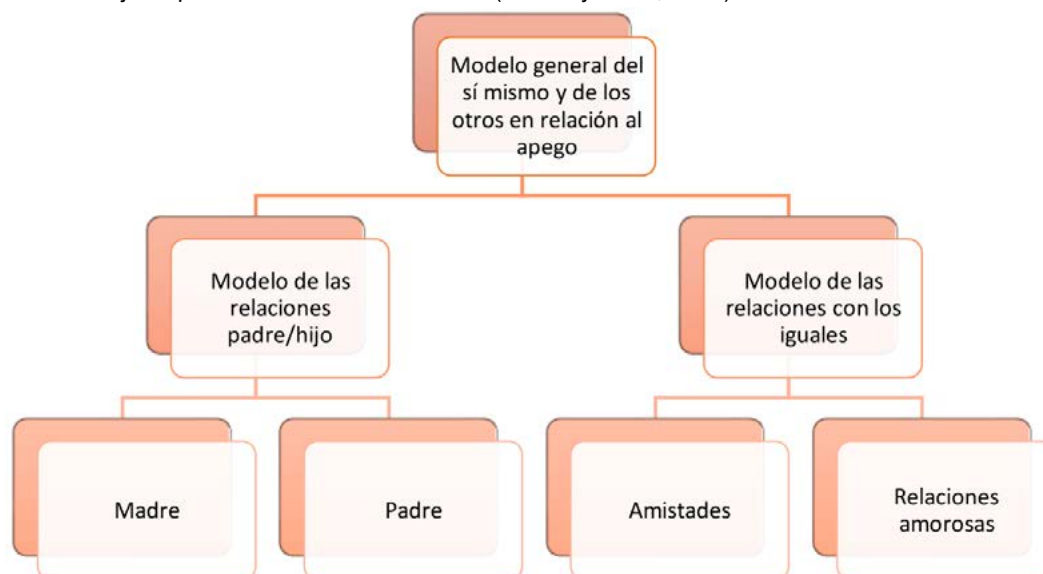 Modelo general del
sí mismo y de los
otros en relación al
apego
Modelo de las
relaciones
padre/hijo
Modelo de las
relaciones con los
iguales
Madre
Padre
Amistades
Relaciones
amorosas